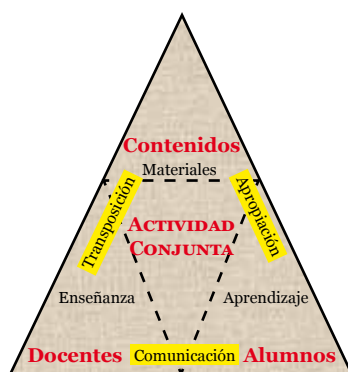 Contenidos
Materiales
Transposición
Apropiación
ACTIVIDAD
CONJUNTA
Enseñanza
Aprendizaje
Docentes
Comunicación
Alumnos